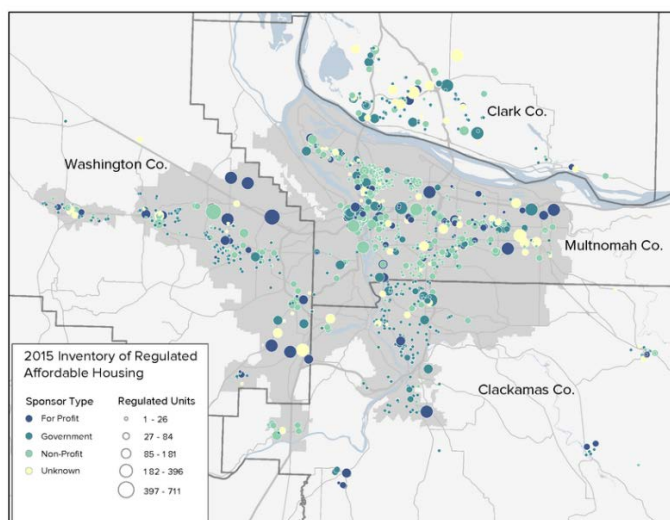 Clark Co.
Washington Co.
Multnomah Co.
Clackamas Co.
2015 Inventory of Regulated
Affordable Housing
Sponsor Type
For Profit
Government
Non-Profit
Unknown
Regulated Units
1 - 26
27 - 84
85 - 181
182 - 396
397 - 711